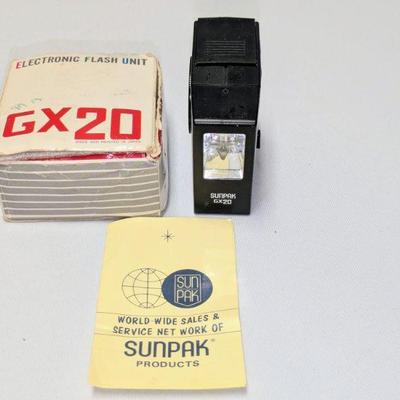 ELECTRONIC FLASH UNIT
GX20
SUNPAK
GX20
SUN
PAK
WORLD WIDE SALES &
SERVICE NET WORK OF
SUNPAK®
PRODUCTS